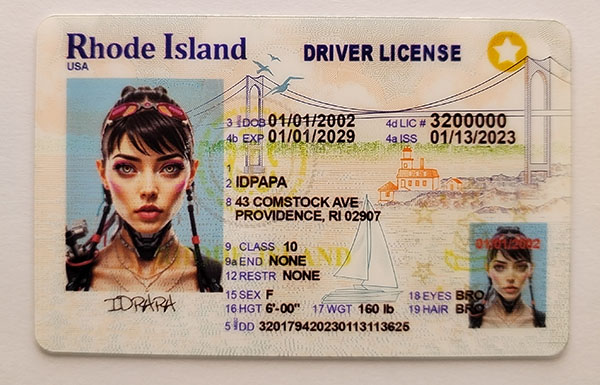 Rhode Island DRIVER LICENSE
USA
3 DOB 01/01/2002 4d LIC # 3200000
4b EXP 01/01/2029 4a ISS 01/13/2023
1
2 IDPAPA
8 43 COMSTOCK AVE
PROVIDENCE, RI 02907
9 CLASS 10
9a END NONE
12 RESTR NONE
01/01/2002
15 SEX F 18 EYES BRO
16 HGT 6'-00" 17 WGT 160 lb 19 HAIR BRO
5 DD 320179420230113113625
IDPAPA